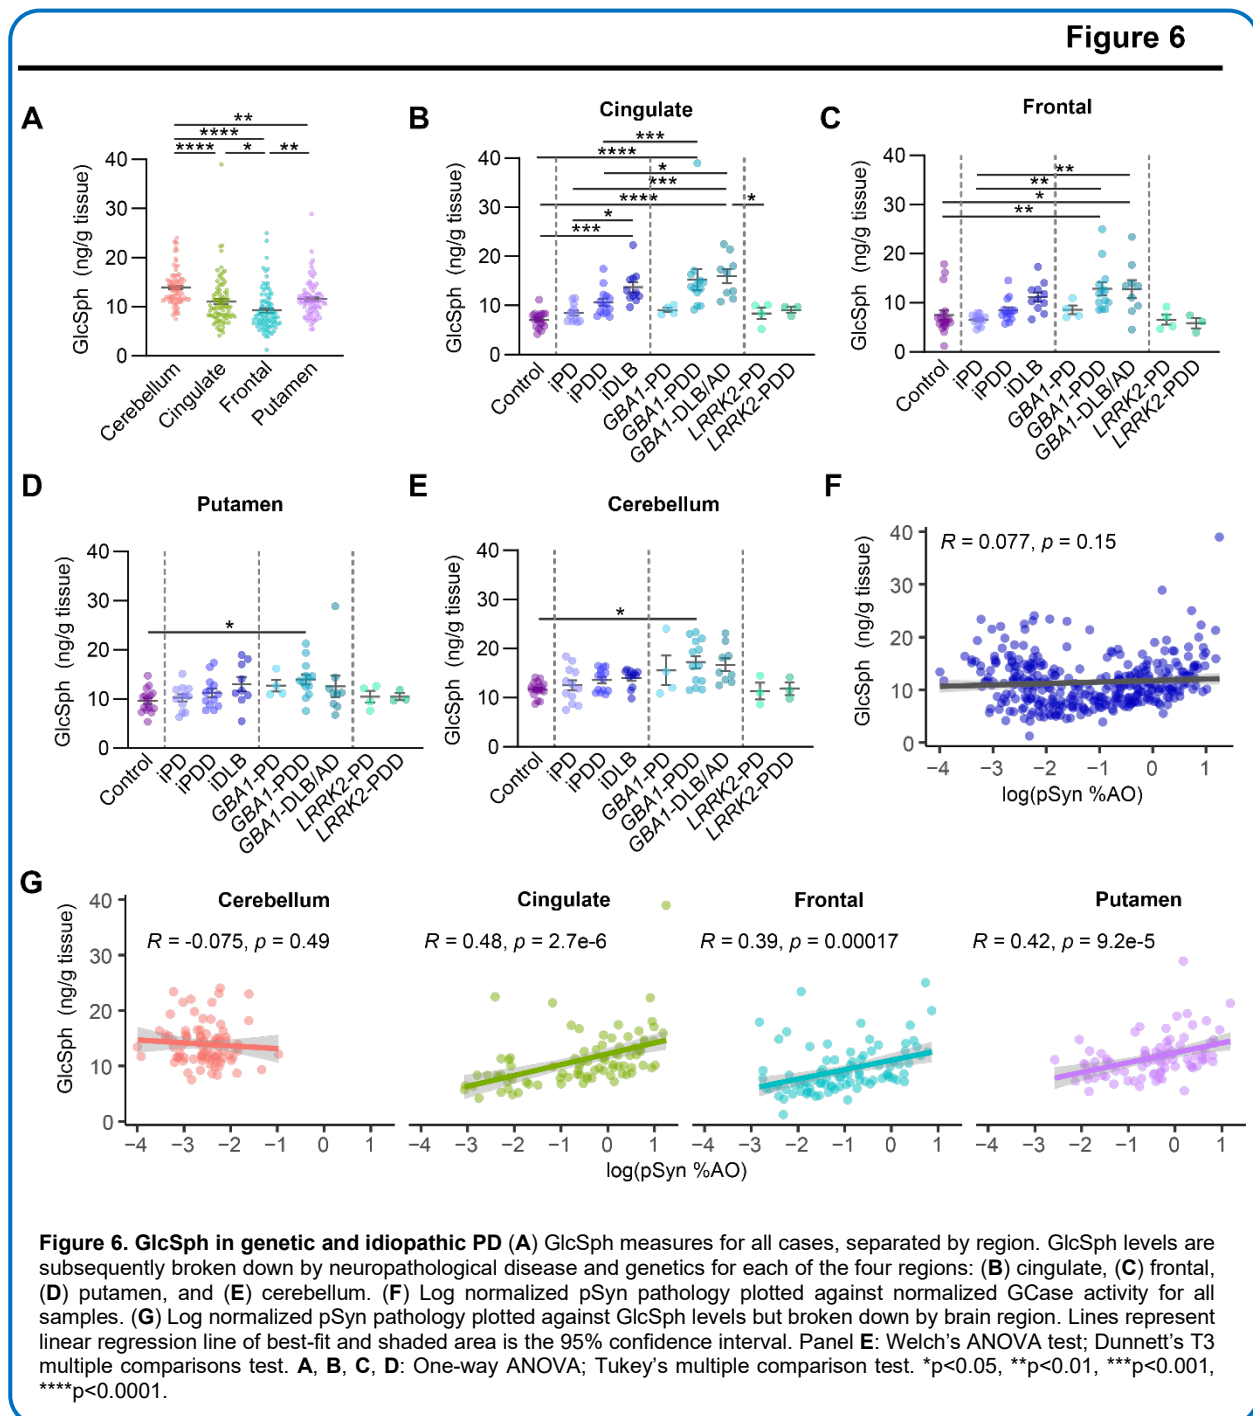 Figure 6
A
**
****
**** * **
GlcSph (ng/g tissue)
40
30
20
10
0
Cerebellum
Cingulate
Frontal
Putamen
B
Cingulate
***
****
*
***
**** *
*
***
GlcSph (ng/g tissue)
40
30
20
10
0
Control
iPD
iPDD
iDLB
GBA1-PD
GBA1-PDD
GBA1-DLB/AD
LRRK2-PD
LRRK2-PDD
C
Frontal
**
**
*
**
GlcSph (ng/g tissue)
40
30
20
10
0
Control
iPD
iPDD
iDLB
GBA1-PD
GBA1-PDD
GBA1-DLB/AD
LRRK2-PD
LRRK2-PDD
D
Putamen
*
GlcSph (ng/g tissue)
40
30
20
10
0
Control
iPD
iPDD
iDLB
GBA1-PD
GBA1-PDD
GBA1-DLB/AD
LRRK2-PD
LRRK2-PDD
E
Cerebellum
*
GlcSph (ng/g tissue)
40
30
20
10
0
Control
iPD
iPDD
iDLB
GBA1-PD
GBA1-PDD
GBA1-DLB/AD
LRRK2-PD
LRRK2-PDD
F
R = 0.077, p = 0.15
GlcSph (ng/g tissue)
40
30
20
10
0
−4 −3 −2 −1 0 1
log(pSyn %AO)
G
Cerebellum
R = -0.075, p = 0.49
GlcSph (ng/g tissue)
40
30
20
10
0
−4 −3 −2 −1 0 1
Cingulate
R = 0.48, p = 2.7e-6
−4 −3 −2 −1 0 1
Frontal
R = 0.39, p = 0.00017
−4 −3 −2 −1 0 1
Putamen
R = 0.42, p = 9.2e-5
−4 −3 −2 −1 0 1
log(pSyn %AO)
Figure 6. GlcSph in genetic and idiopathic PD (A) GlcSph measures for all cases, separated by region. GlcSph levels are
subsequently broken down by neuropathological disease and genetics for each of the four regions: (B) cingulate, (C) frontal,
(D) putamen, and (E) cerebellum. (F) Log normalized pSyn pathology plotted against normalized GCase activity for all
samples. (G) Log normalized pSyn pathology plotted against GlcSph levels but broken down by brain region. Lines represent
linear regression line of best-fit and shaded area is the 95% confidence interval. Panel E: Welch's ANOVA test; Dunnett's T3
multiple comparisons test. A, B, C, D: One-way ANOVA; Tukey's multiple comparison test. *p<0.05, **p<0.01, ***p<0.001,
****p<0.0001.